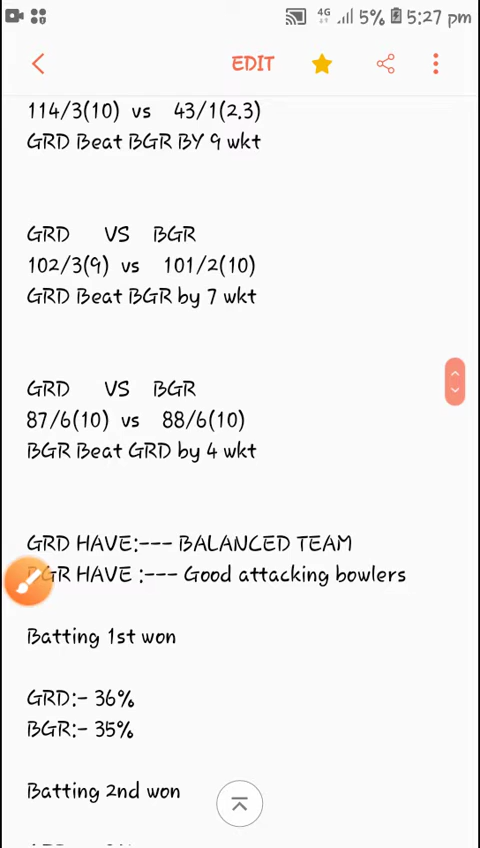 4G 5% 5:27 pm
EDIT
114/3(10) vs 43/1(2.3)
GRD Beat BGR BY 9 wkt
GRD VS BGR
102/3(9) vs 101/2(10)
GRD Beat BGR by 7 wkt
GRD VS BGR
87/6(10) vs 88/6(10)
BGR Beat GRD by 4 wkt
GRD HAVE:--- BALANCED TEAM
BGR HAVE :--- Good attacking bowlers
Batting 1st won
GRD:- 36%
BGR:- 35%
Batting 2nd won